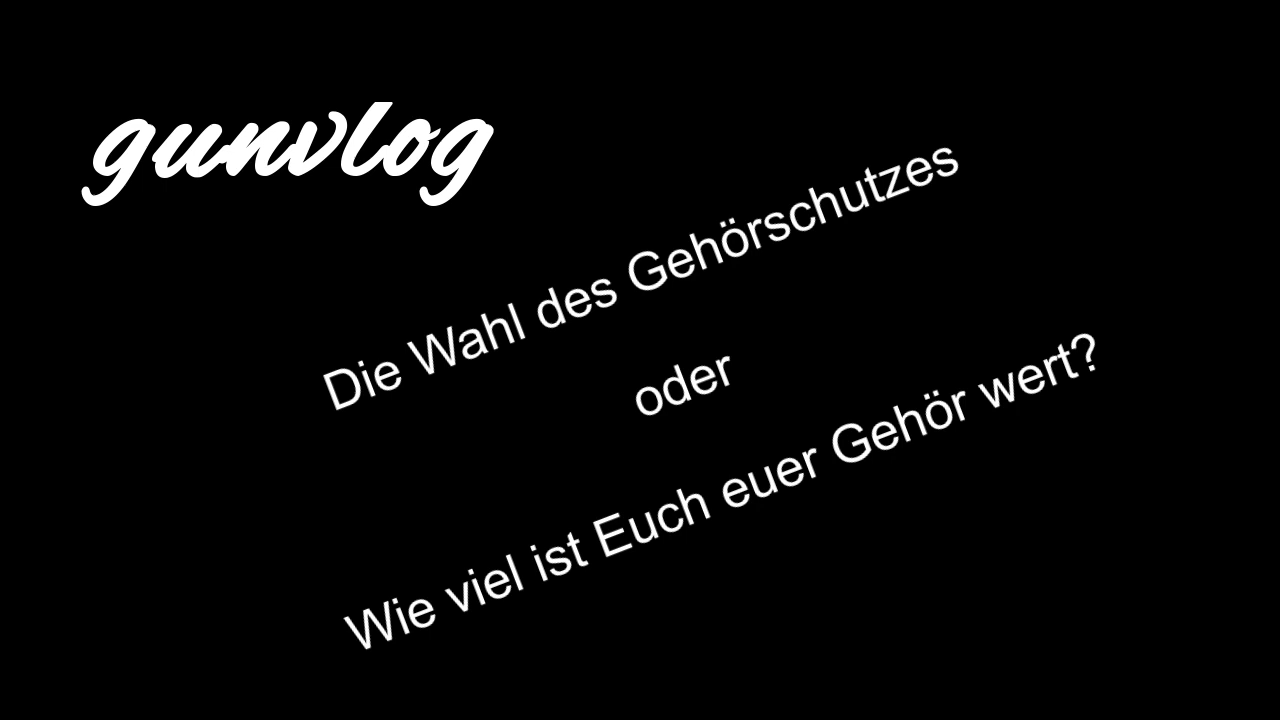 gunvlog
Die Wahl des Gehörschutzes
oder
Wie viel ist Euch euer Gehör wert?